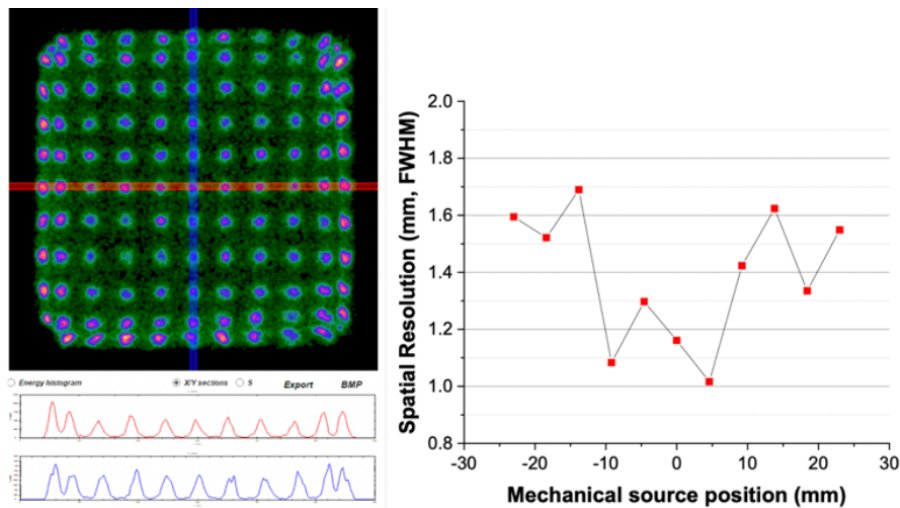 Energy histogram X/Y sections S Export BMP
Spatial Resolution (mm, FWHM)
2.0
1.8
1.6
1.4
1.2
1.0
0.8
-30 -20 -10 0 10 20 30
Mechanical source position (mm)